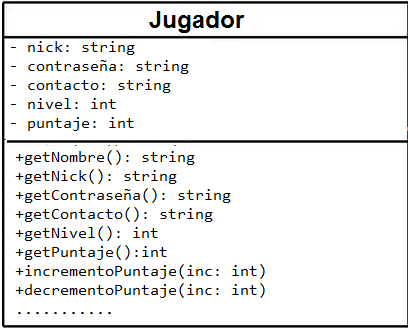 Jugador
- nick: string
- contraseña: string
- contacto: string
- nivel: int
- puntaje: int
+getNombre(): string
+getNick(): string
+getContraseña(): string
+getContacto(): string
+getNivel(): int
+getPuntaje():int
+incrementoPuntaje(inc: int)
+decrementoPuntaje(inc: int)
...........